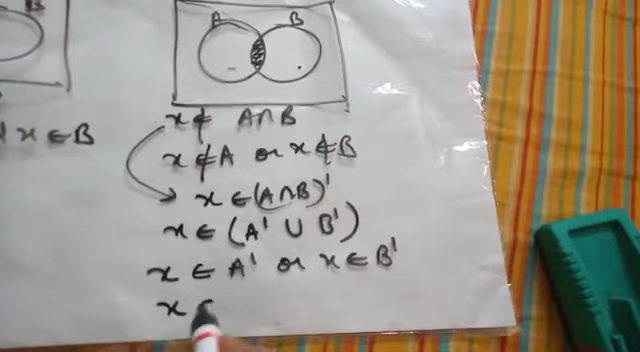 B
A B
x ∈ B
x ∉ A∩B
x ∉ A or x ∉ B
x ∈ (A∩B)'
x ∈ (A' ∪ B')
x ∈ A' or x ∈ B'
x